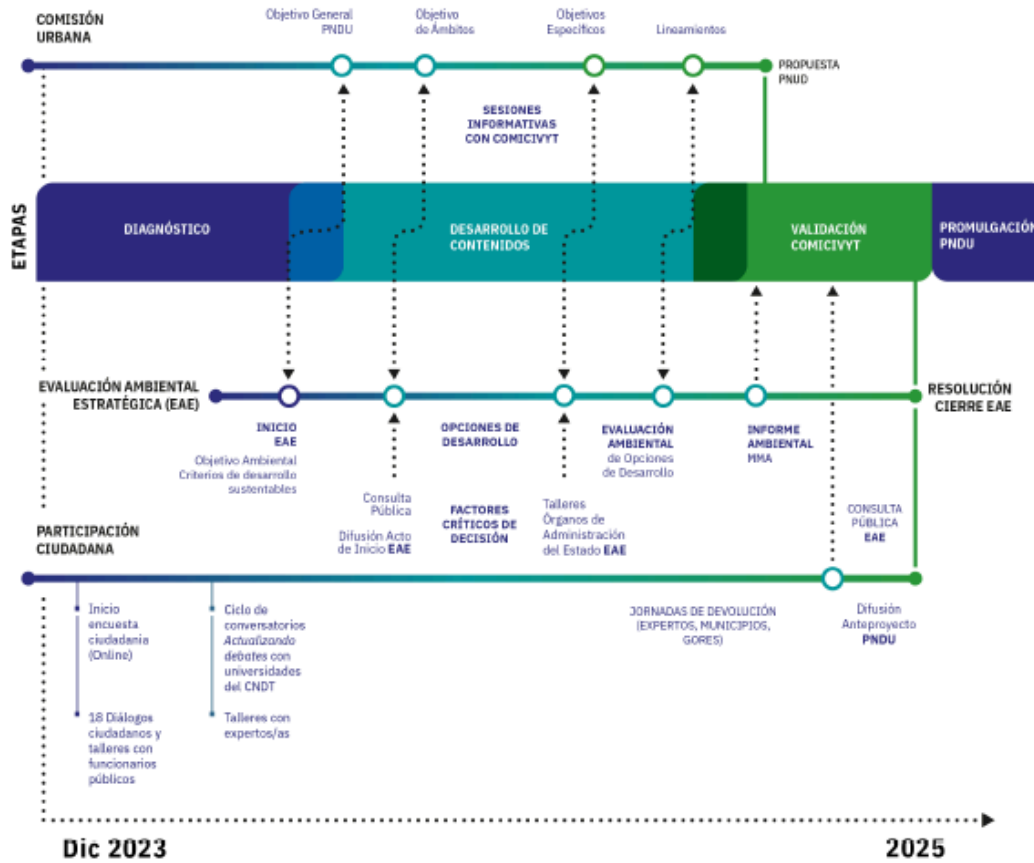 COMISIÓN
URBANA
Objetivo General
PNDU
Objetivo
de Ámbitos
Objetivos
Específicos
Lineamientos
PROPUESTA
PNUD
SESIONES
INFORMATIVAS
CON COMICIVYT
ETAPAS
DIAGNÓSTICO
DESARROLLO DE
CONTENIDOS
VALIDACIÓN
COMICIVYT
PROMULGACIÓN
PNDU
EVALUACIÓN AMBIENTAL
ESTRATÉGICA (EAE)
RESOLUCIÓN
CIERRE EAE
INICIO
EAE
Objetivo Ambiental
Criterios de desarrollo
sustentables
OPCIONES DE
DESARROLLO
EVALUACIÓN
AMBIENTAL
de Opciones
de Desarrollo
INFORME
AMBIENTAL
MMA
Consulta
Pública
Difusión Acto
de Inicio EAE
FACTORES
CRÍTICOS DE
DECISIÓN
Talleres
Órganos de
Administración
del Estado EAE
CONSULTA
PÚBLICA
EAE
PARTICIPACIÓN
CIUDADANA
Inicio
encuesta
ciudadania
(Online)
Ciclo de
conversatorios
Actualizando
debates con
universidades
del CNDT
JORNADAS DE DEVOLUCIÓN
(EXPERTOS, MUNICIPIOS,
GORES)
Difusión
Anteproyecto
PNDU
18 Diálogos
ciudadanos y
talleres con
funcionarios
públicos
Talleres con
expertos/as
Dic 2023
2025